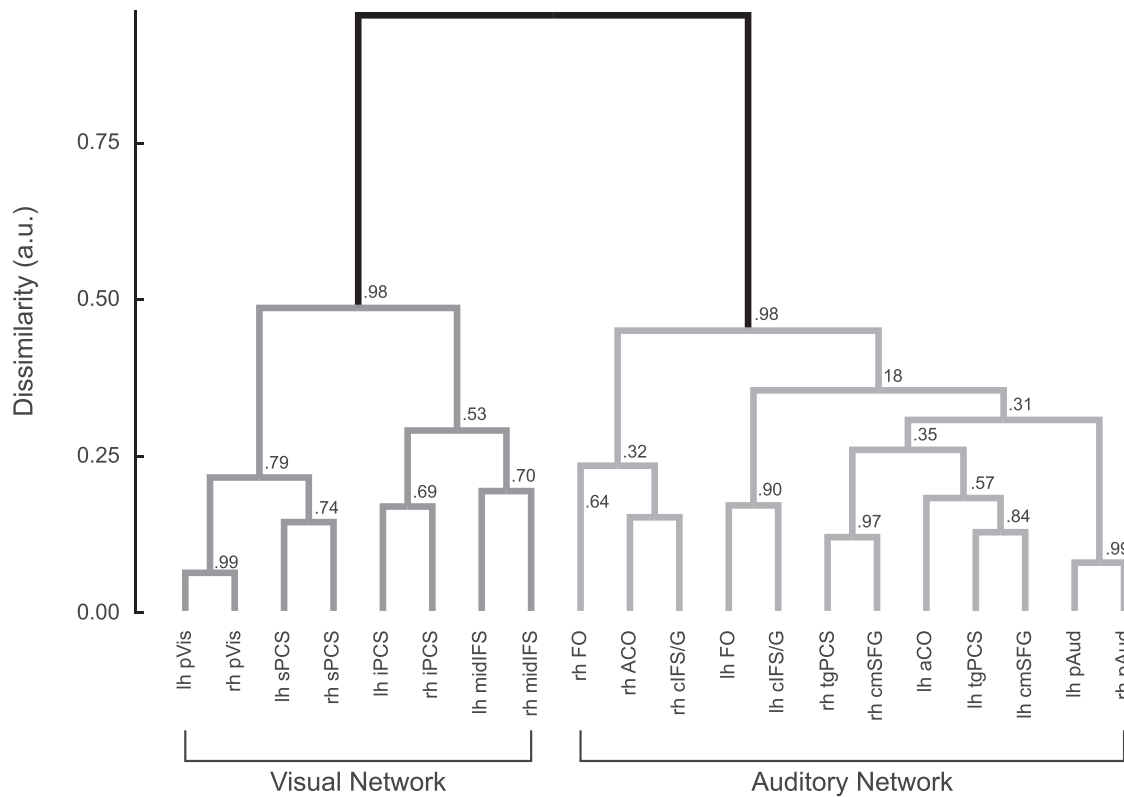 0.75
0.50
0.25
0.00
Dissimilarity (a.u.)
.98
.98
18
.53
.31
.35
.79
.32
.70
.64
.69
.90
.57
.74
.97
.84
.99
.99
lh pVis
rh pVis
lh sPCS
rh sPCS
lh iPCS
rh iPCS
lh midIFS
rh midIFS
rh FO
rh ACO
rh cIFS/G
lh FO
lh cIFS/G
rh tgPCS
rh cmSFG
lh aCO
lh tgPCS
lh cmSFG
lh pAud
rh pAud
Visual Network
Auditory Network